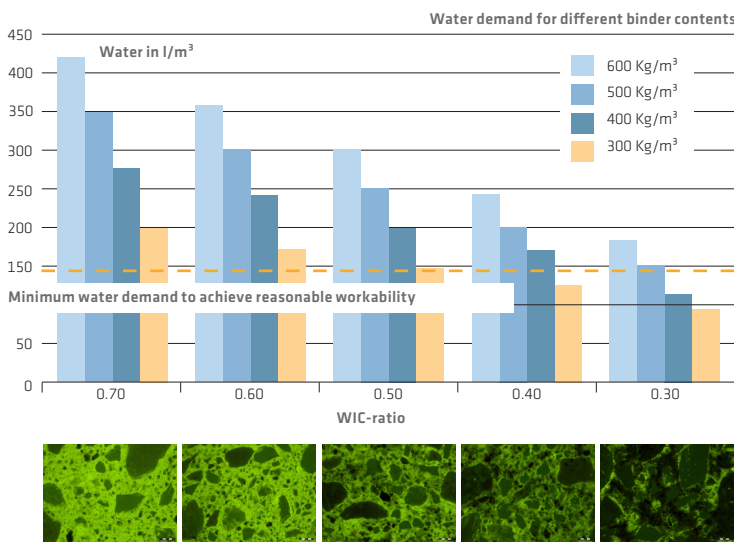 Water demand for different binder contents
450
Water in l/m³
400
350
300
250
200
150
50
0
600 Kg/m³
500 Kg/m³
400 Kg/m³
300 Kg/m³
Minimum water demand to achieve reasonable workability
0.70 0.60 0.50 0.40 0.30
WIC-ratio